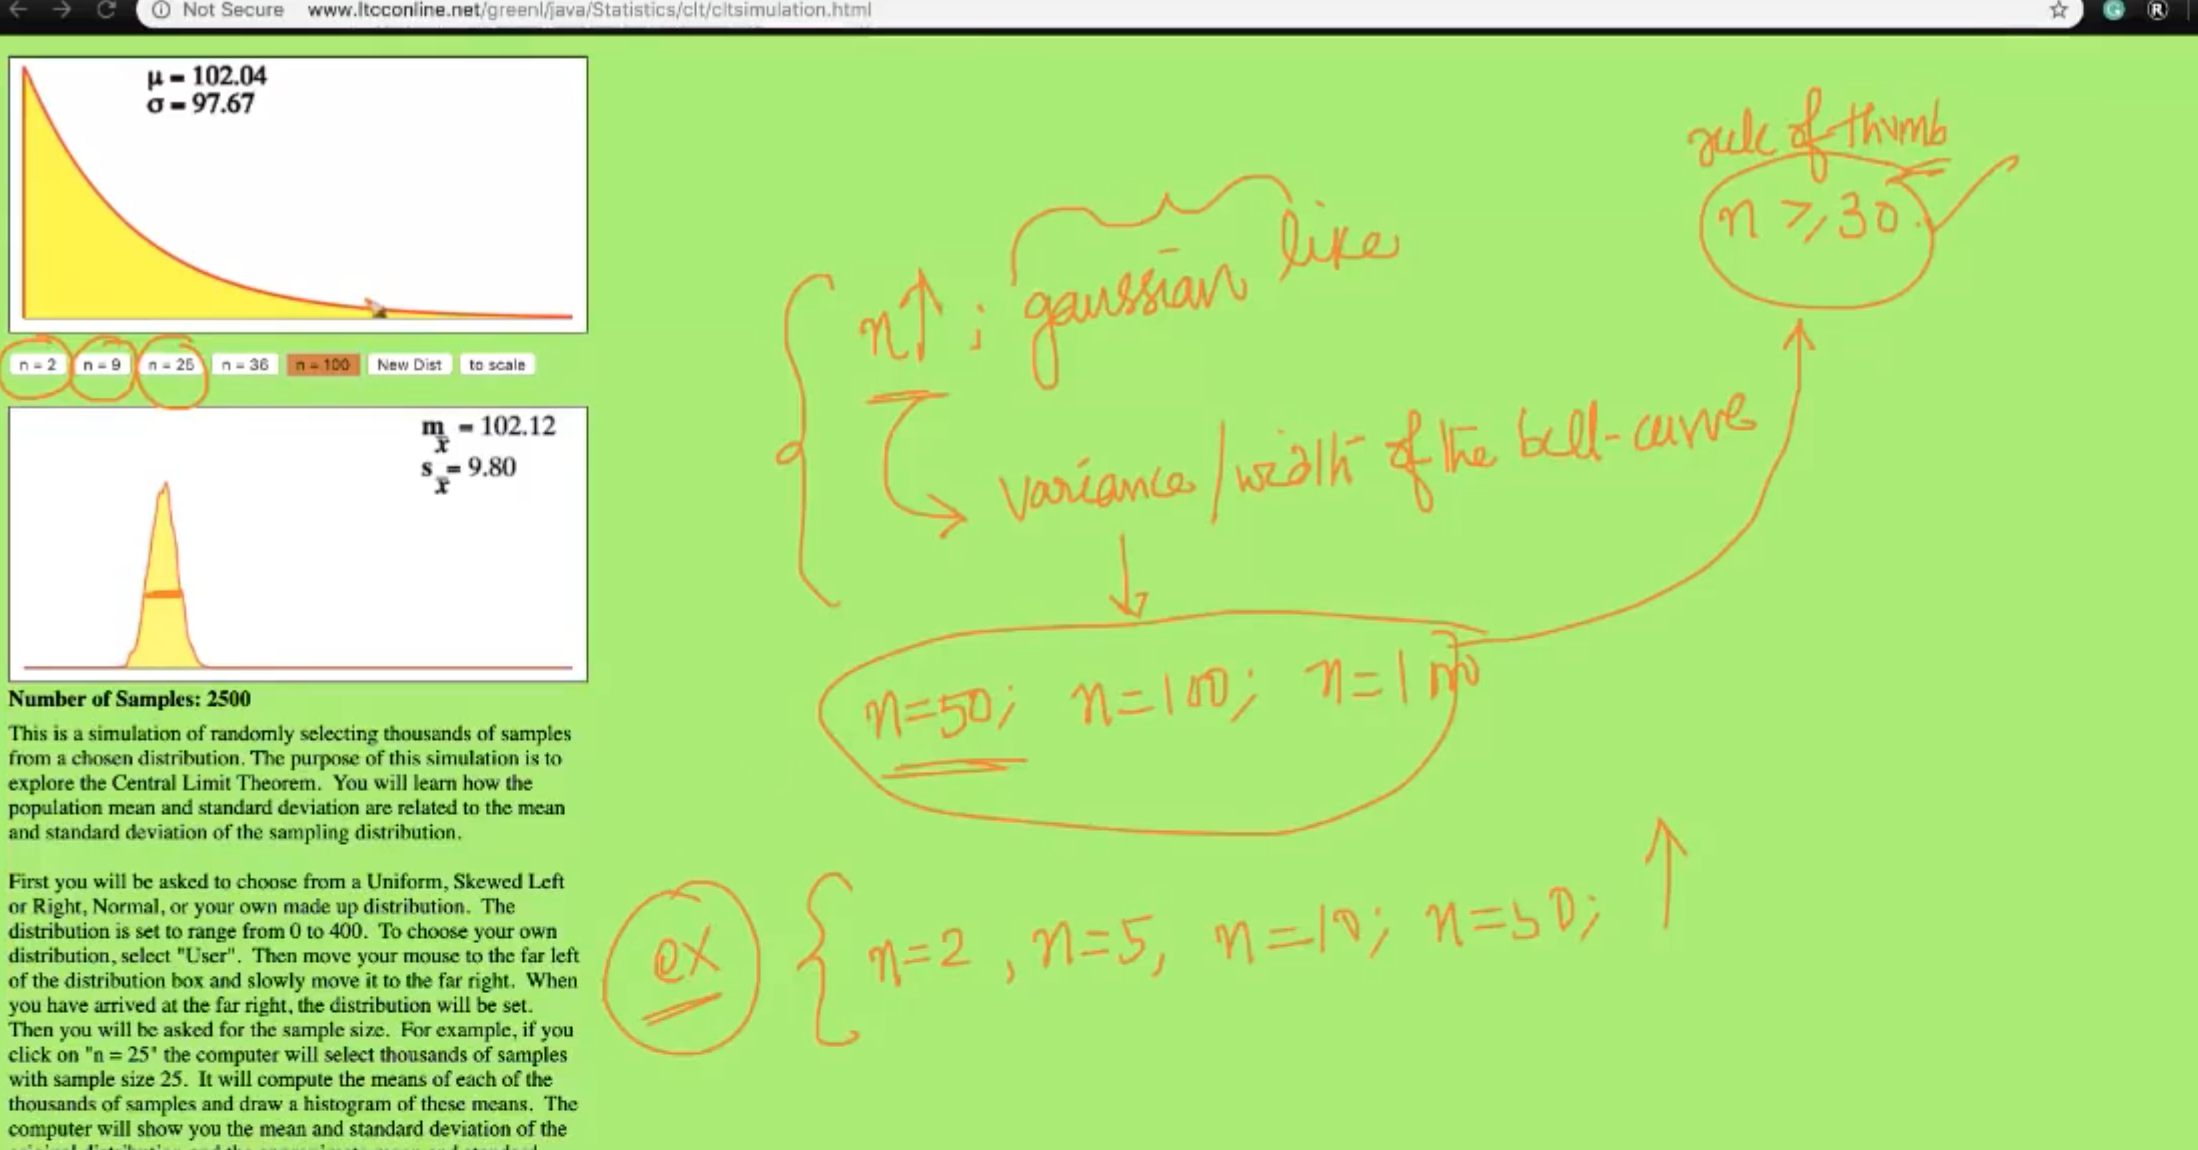 Not Secure www.ltcconline.net/greenl/java/Statistics/clt/cltsimulation.html
μ = 102.04
σ = 97.67
n = 2 n = 9 n = 25 n = 36 n = 100 New Dist to scale
m x̄ = 102.12
s x̄ = 9.80
Number of Samples: 2500
This is a simulation of randomly selecting thousands of samples
from a chosen distribution. The purpose of this simulation is to
explore the Central Limit Theorem. You will learn how the
population mean and standard deviation are related to the mean
and standard deviation of the sampling distribution.
First you will be asked to choose from a Uniform, Skewed Left
or Right, Normal, or your own made up distribution. The
distribution is set to range from 0 to 400. To choose your own
distribution, select "User". Then move your mouse to the far left
of the distribution box and slowly move it to the far right. When
you have arrived at the far right, the distribution will be set.
Then you will be asked for the sample size. For example, if you
click on "n = 25" the computer will select thousands of samples
with sample size 25. It will compute the means of each of the
thousands of samples and draw a histogram of these means. The
computer will show you the mean and standard deviation of the
rule of thumb
n ≥ 30
n↑ ; gaussian like
variance/width of the bell-curve
↓
n=50; n=100; n=1000
ex { n=2, n=5, n=10; n=50; ↑